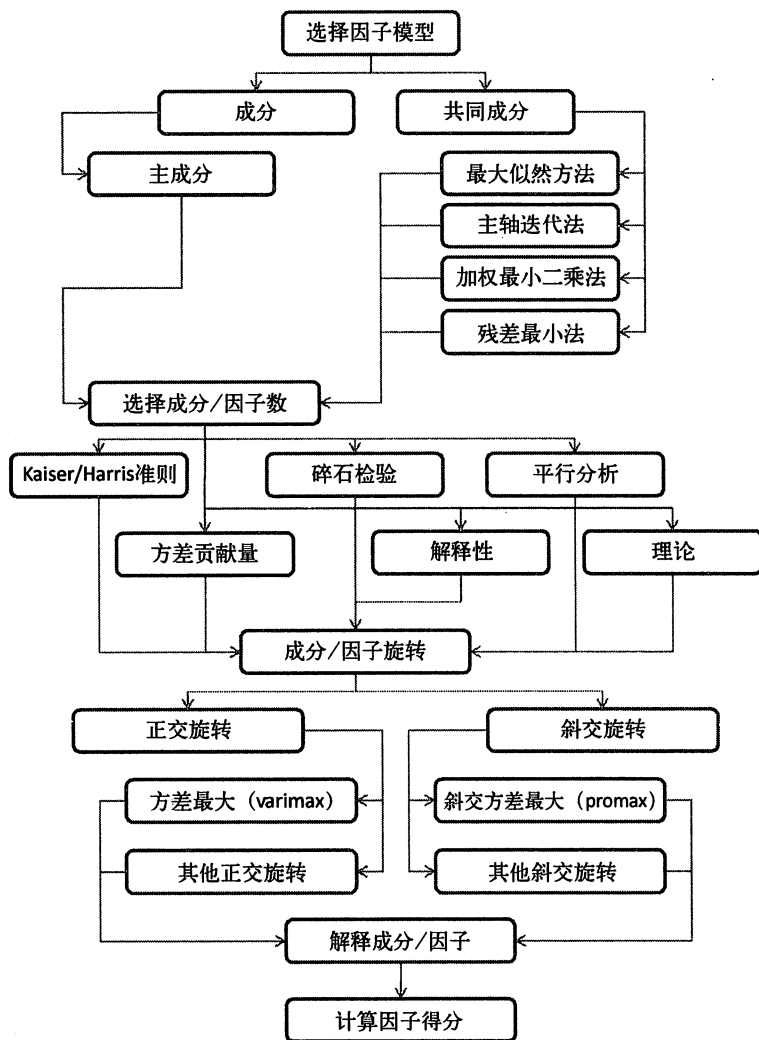 选择因子模型
成分
共同成分
主成分
最大似然方法
主轴迭代法
加权最小二乘法
残差最小法
选择成分/因子数
Kaiser/Harris准则
碎石检验
平行分析
方差贡献量
解释性
理论
成分/因子旋转
正交旋转
斜交旋转
方差最大（varimax）
斜交方差最大（promax）
其他正交旋转
其他斜交旋转
解释成分/因子
计算因子得分